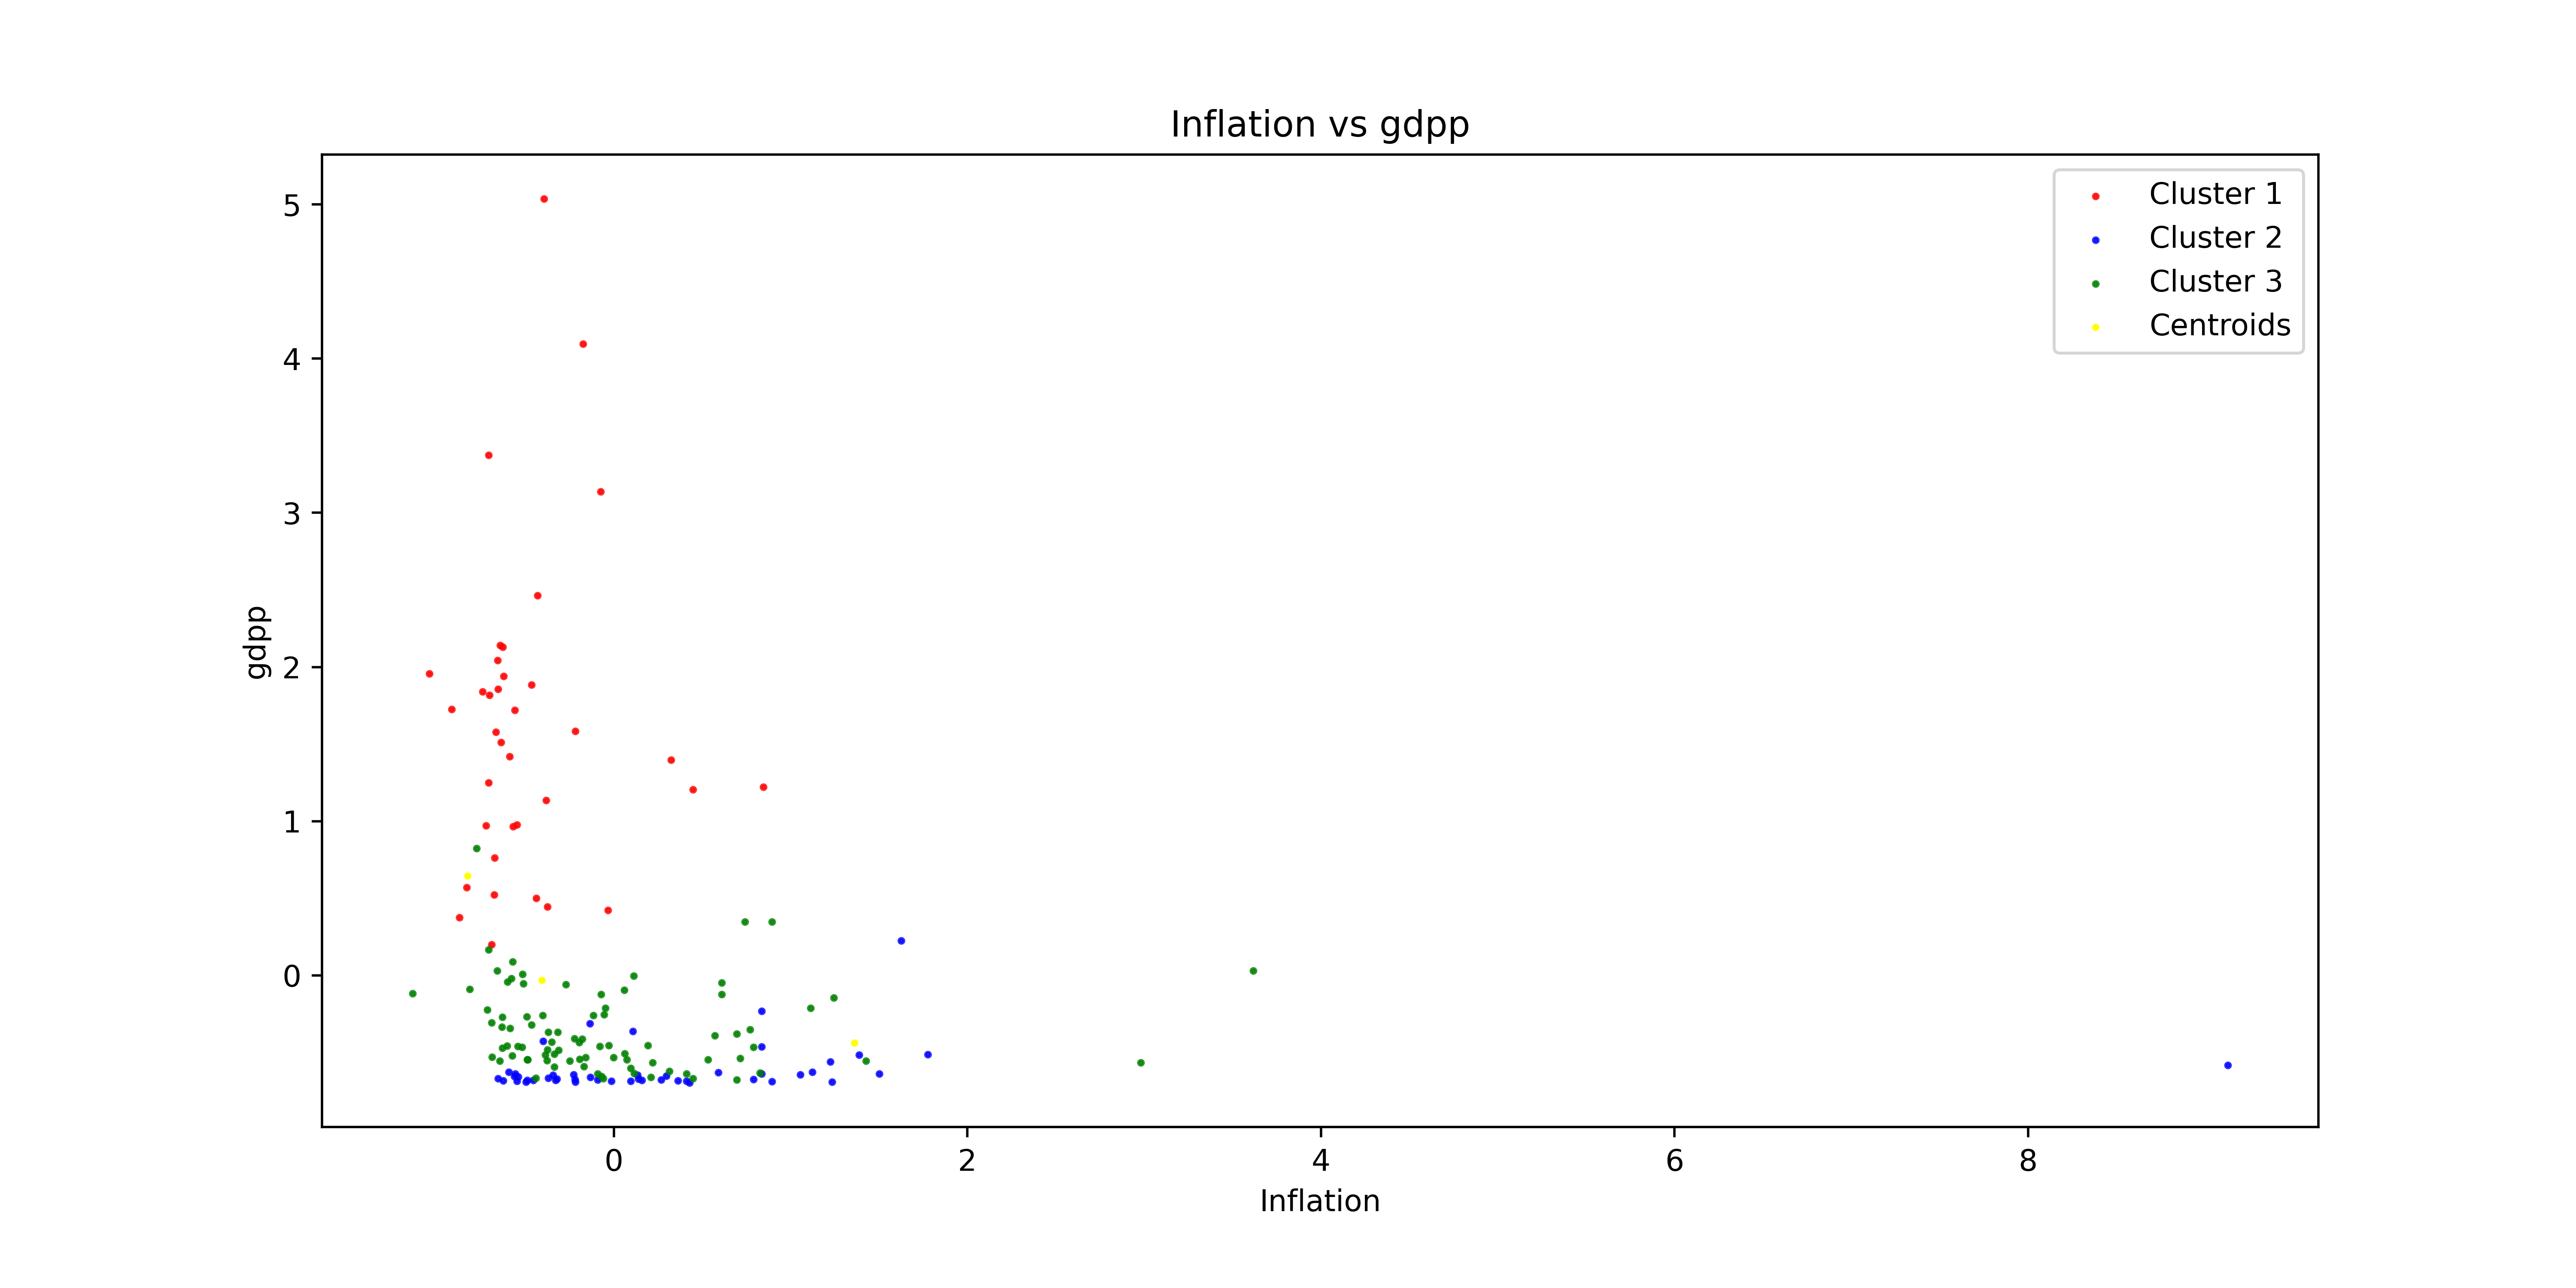 Inflation vs gdpp
Cluster 1
Cluster 2
Cluster 3
Centroids
5
4
3
2
1
0
gdpp
0 2 4 6 8
Inflation